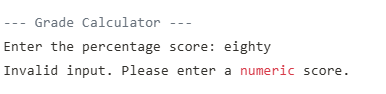 --- Grade Calculator ---
Enter the percentage score: eighty
Invalid input. Please enter a numeric score.